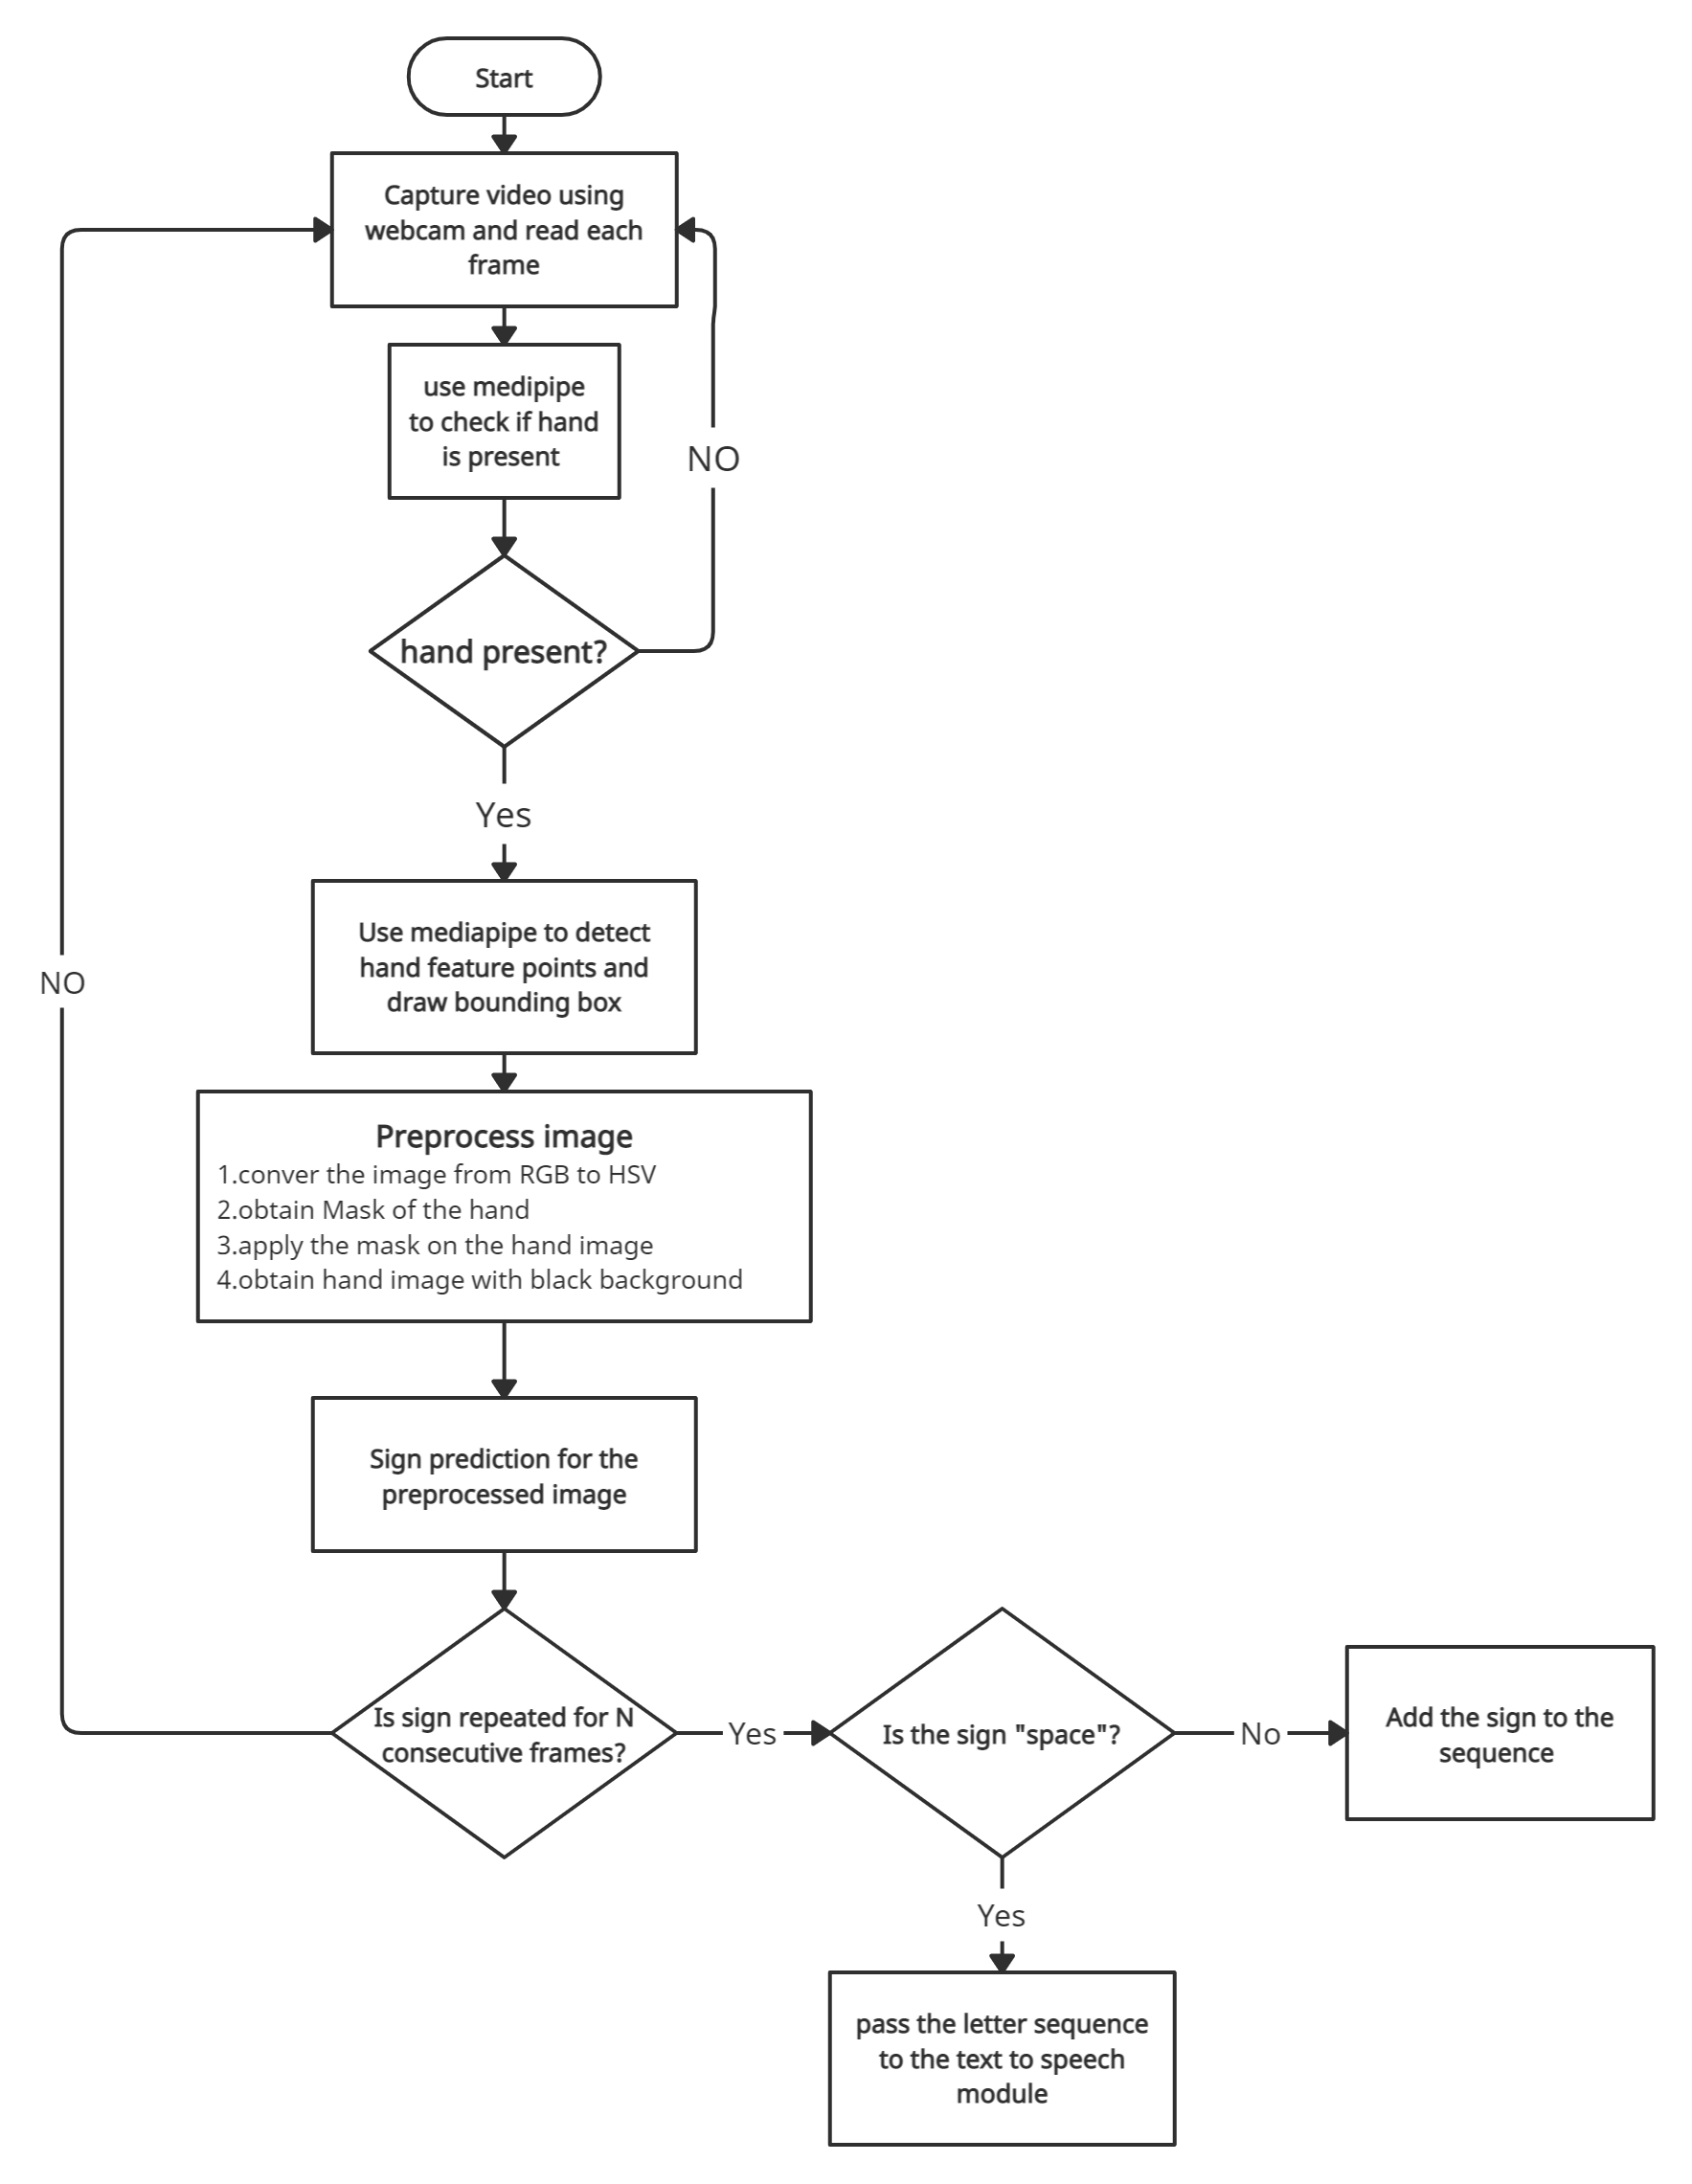 Start
Capture video using
webcam and read each
frame
use medipipe
to check if hand
is present
NO
hand present?
Yes
Use mediapipe to detect
hand feature points and
draw bounding box
NO
Preprocess image
1.conver the image from RGB to HSV
2.obtain Mask of the hand
3.apply the mask on the hand image
4.obtain hand image with black background
Sign prediction for the
preprocessed image
Is sign repeated for N
consecutive frames?
Yes
Is the sign "space"?
No
Add the sign to the
sequence
Yes
pass the letter sequence
to the text to speech
module